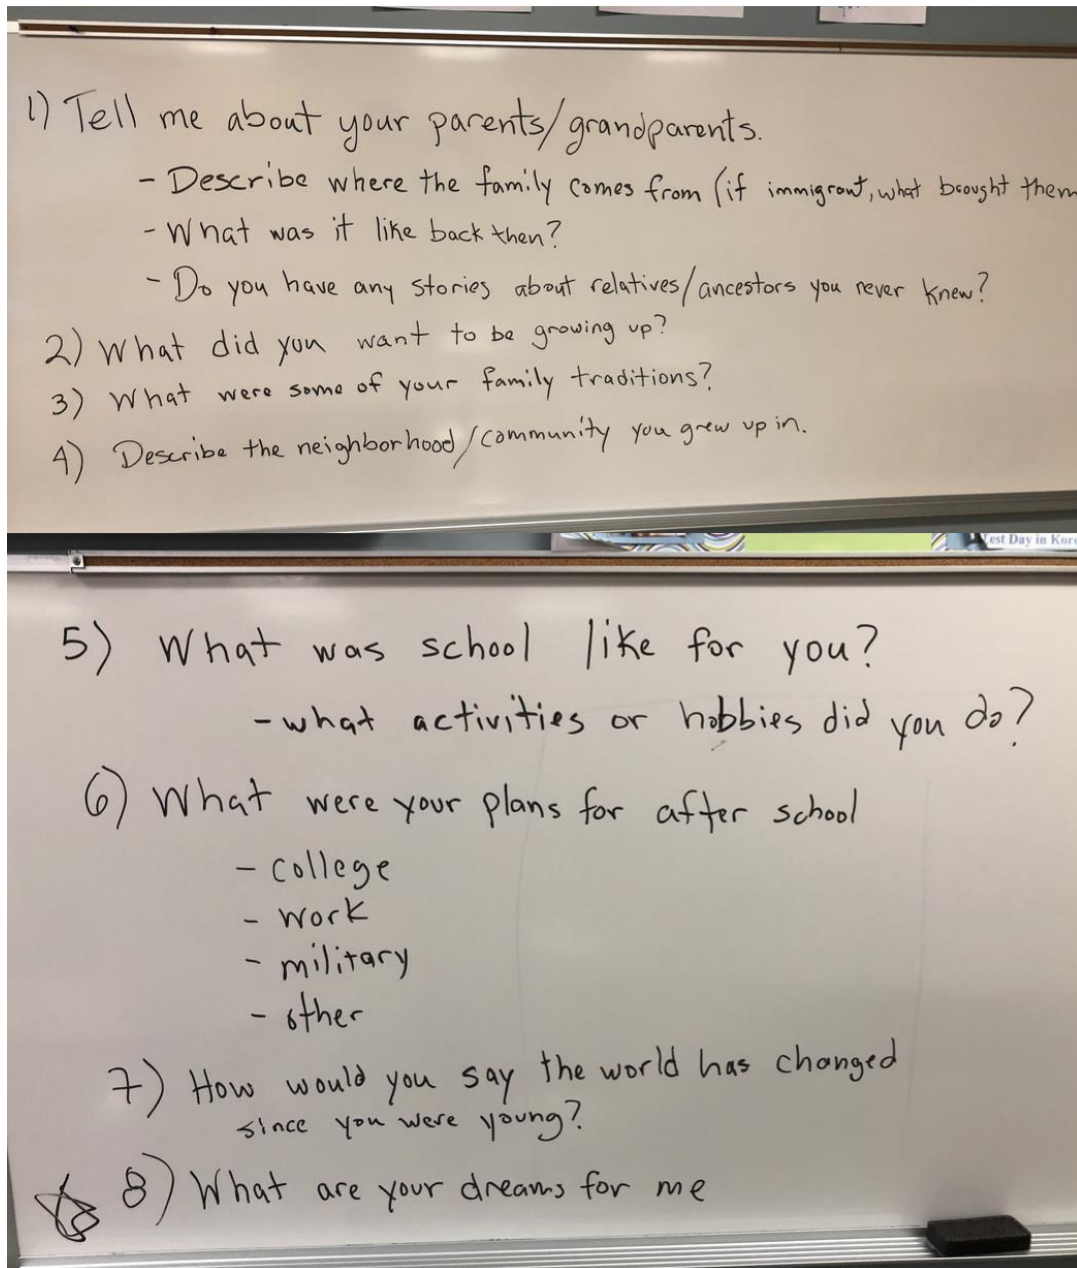 1) Tell me about your parents/grandparents.
- Describe where the family comes from (if immigrant, what brought them
- What was it like back then?
- Do you have any stories about relatives/ancestors you never knew?
2) What did you want to be growing up?
3) What were some of your family traditions?
4) Describe the neighborhood/community you grew up in.
est Day in Kore
5) What was school like for you?
- what activities or hobbies did you do?
6) What were your plans for after school
- college
- work
- military
- other
7) How would you say the world has changed
since you were young?
8) What are your dreams for me